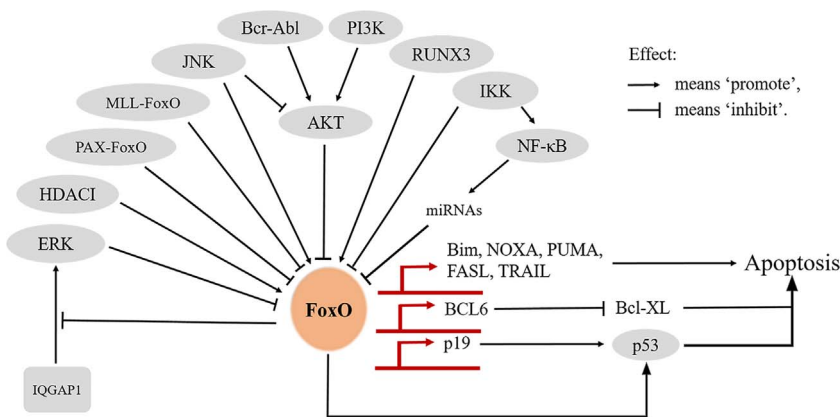 Bcr-Abl
PI3K
JNK
RUNX3
Effect:
means ‘promote’,
means ‘inhibit’.
MLL-FoxO
IKK
AKT
PAX-FoxO
NF-κB
HDACI
miRNAs
ERK
Bim, NOXA, PUMA,
FASL, TRAIL
Apoptosis
FoxO
BCL6
Bcl-XL
p19
p53
IQGAP1